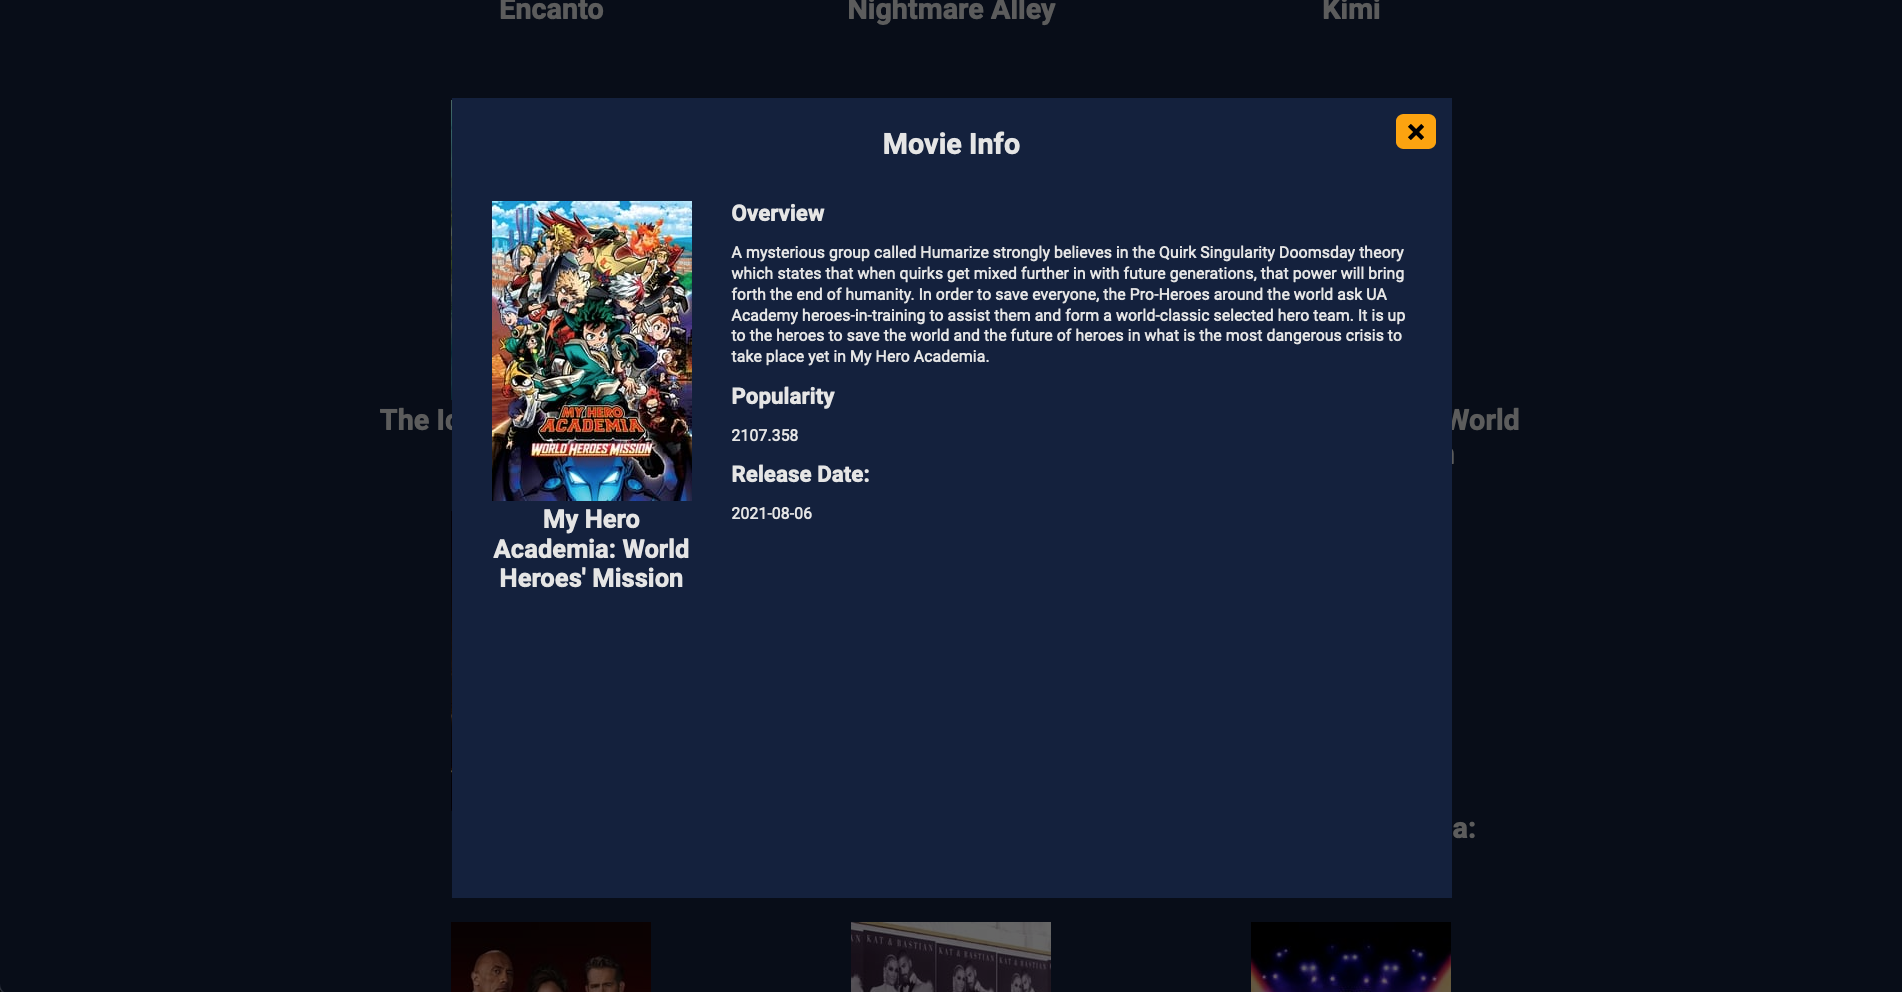 Encanto
Nightmare Alley
Kimi
Movie Info
Overview
A mysterious group called Humarize strongly believes in the Quirk Singularity Doomsday theory
which states that when quirks get mixed further in with future generations, that power will bring
forth the end of humanity. In order to save everyone, the Pro-Heroes around the world ask UA
Academy heroes-in-training to assist them and form a world-classic selected hero team. It is up
to the heroes to save the world and the future of heroes in what is the most dangerous crisis to
take place yet in My Hero Academia.
Popularity
2107.358
Release Date:
2021-08-06
MY HERO
ACADEMIA
WORLD HEROES' MISSION
My Hero
Academia: World
Heroes' Mission
The
World
a:
KAT & BASTIAN
KAT & BASTIAN